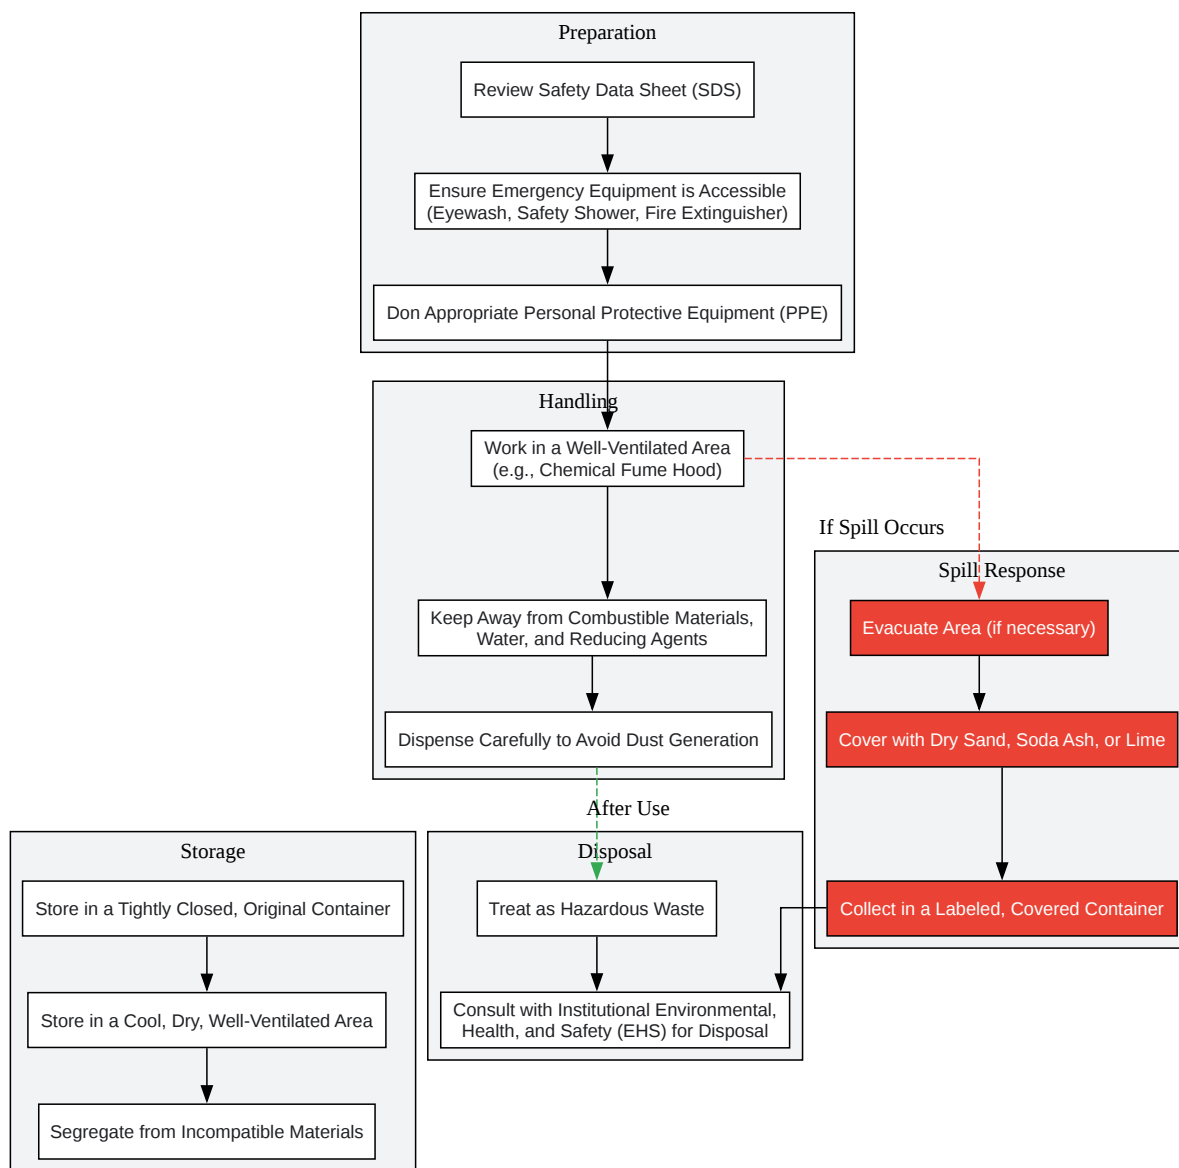 Preparation
Review Safety Data Sheet (SDS)
Ensure Emergency Equipment is Accessible
(Eyewash, Safety Shower, Fire Extinguisher)
Don Appropriate Personal Protective Equipment (PPE)
Handling
Work in a Well-Ventilated Area
(e.g., Chemical Fume Hood)
Keep Away from Combustible Materials,
Water, and Reducing Agents
Dispense Carefully to Avoid Dust Generation
If Spill Occurs
Spill Response
Evacuate Area (if necessary)
Cover with Dry Sand, Soda Ash, or Lime
Collect in a Labeled, Covered Container
After Use
Disposal
Treat as Hazardous Waste
Consult with Institutional Environmental,
Health, and Safety (EHS) for Disposal
Storage
Store in a Tightly Closed, Original Container
Store in a Cool, Dry, Well-Ventilated Area
Segregate from Incompatible Materials